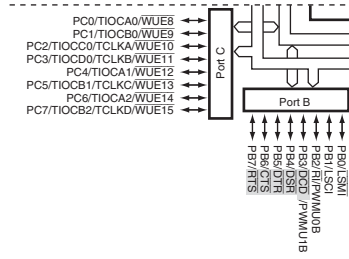 PC0/TIOCA0/WUE8
PC1/TIOCB0/WUE9
PC2/TIOCC0/TCLKA/WUE10
PC3/TIOCD0/TCLKB/WUE11
PC4/TIOCA1/WUE12
PC5/TIOCB1/TCLKC/WUE13
PC6/TIOCA2/WUE14
PC7/TIOCB2/TCLKD/WUE15
Port C
Port B
PB7/RTS
PB6/CTS
PB5/DTR
PB4/DSR
PB3/DCD/PWMU1B
PB2/RI/PWMU0B
PB1/LSCI
PB0/LSMI